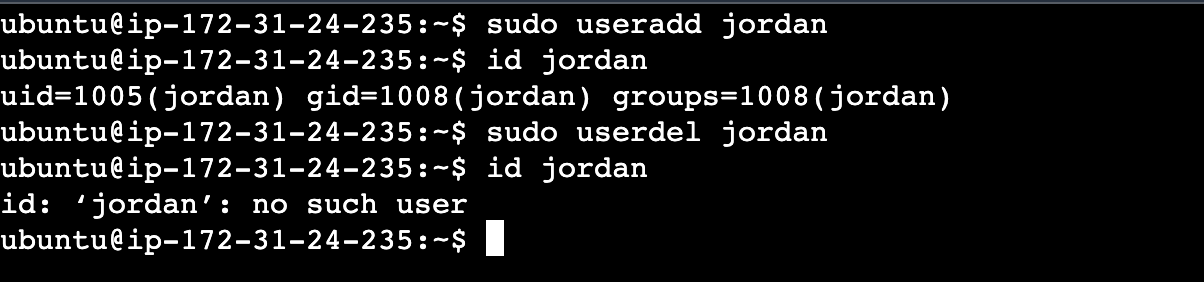 ubuntu@ip-172-31-24-235:~$ sudo useradd jordan
ubuntu@ip-172-31-24-235:~$ id jordan
uid=1005(jordan) gid=1008(jordan) groups=1008(jordan)
ubuntu@ip-172-31-24-235:~$ sudo userdel jordan
ubuntu@ip-172-31-24-235:~$ id jordan
id: ‘jordan’: no such user
ubuntu@ip-172-31-24-235:~$